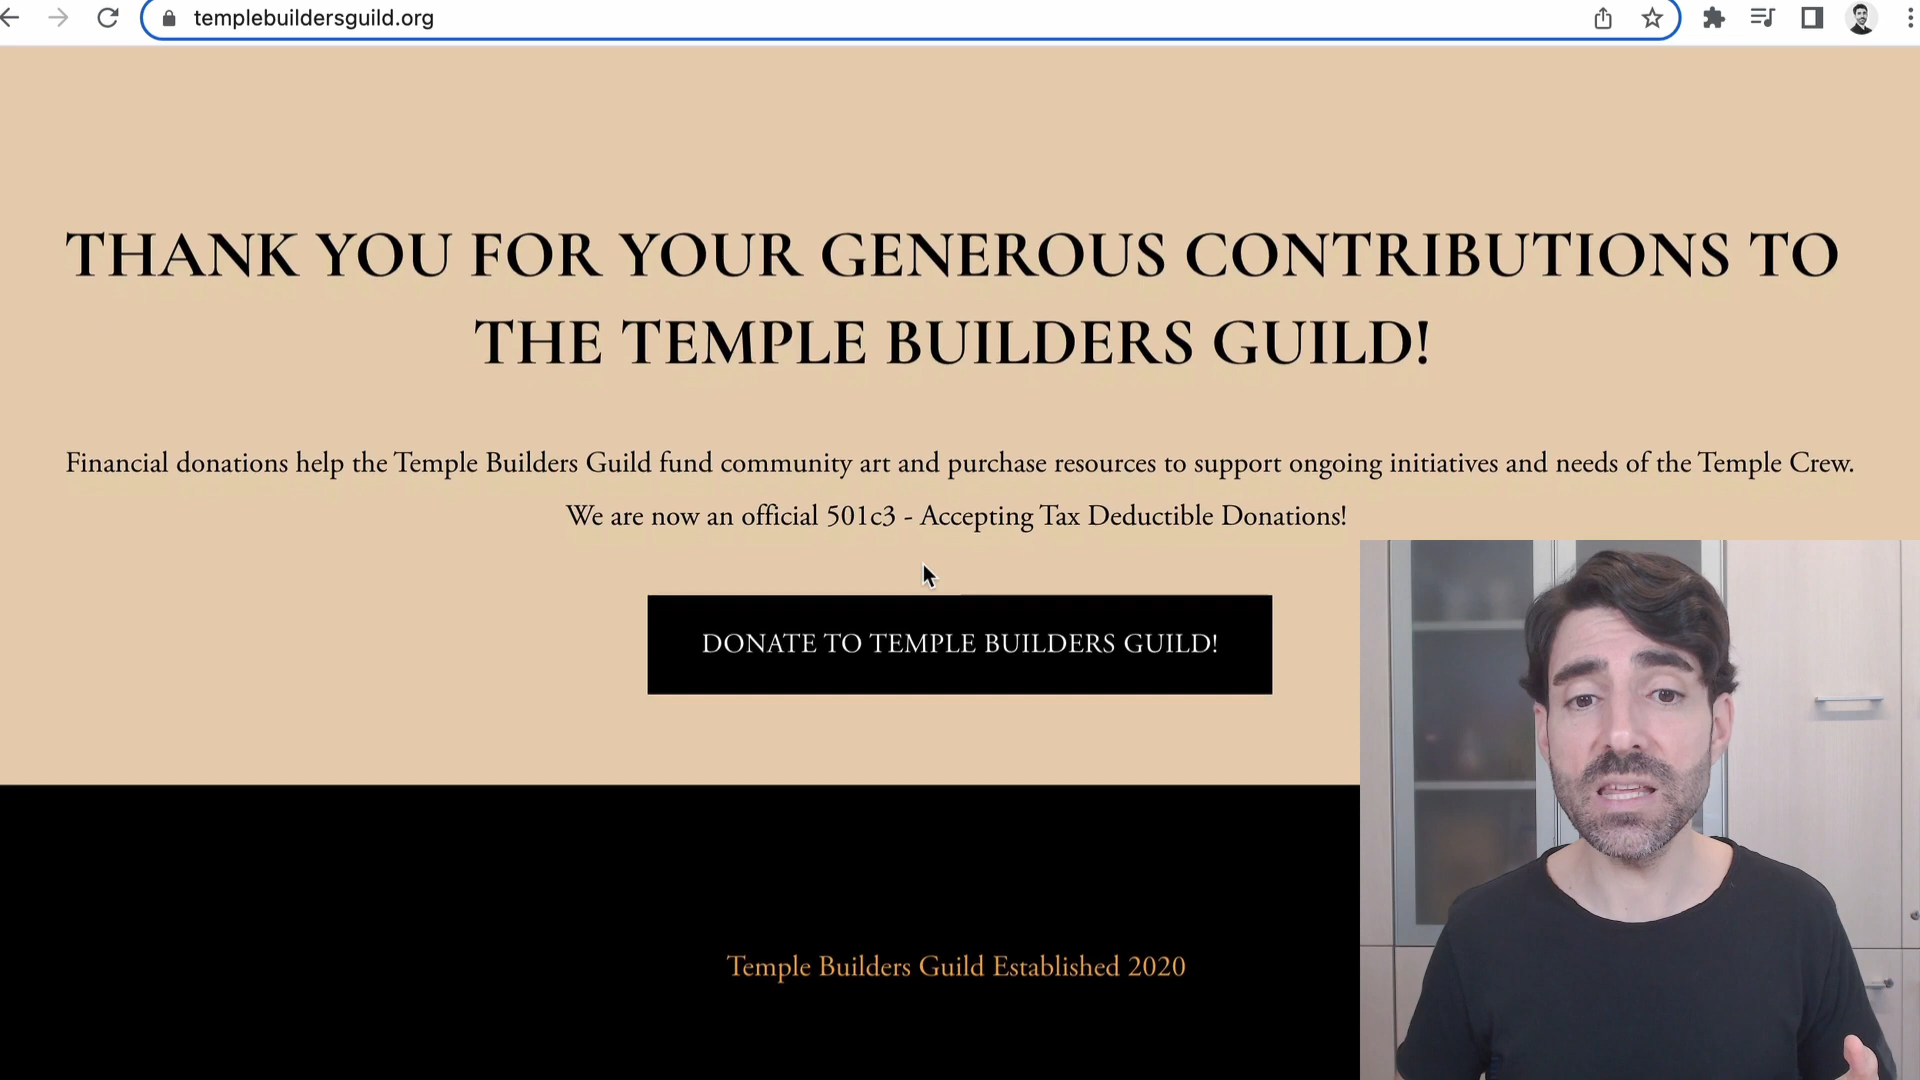 templebuildersguild.org
THANK YOU FOR YOUR GENEROUS CONTRIBUTIONS TO
THE TEMPLE BUILDERS GUILD!
Financial donations help the Temple Builders Guild fund community art and purchase resources to support ongoing initiatives and needs of the Temple Crew.
We are now an official 501c3 - Accepting Tax Deductible Donations!
DONATE TO TEMPLE BUILDERS GUILD!
Temple Builders Guild Established 2020